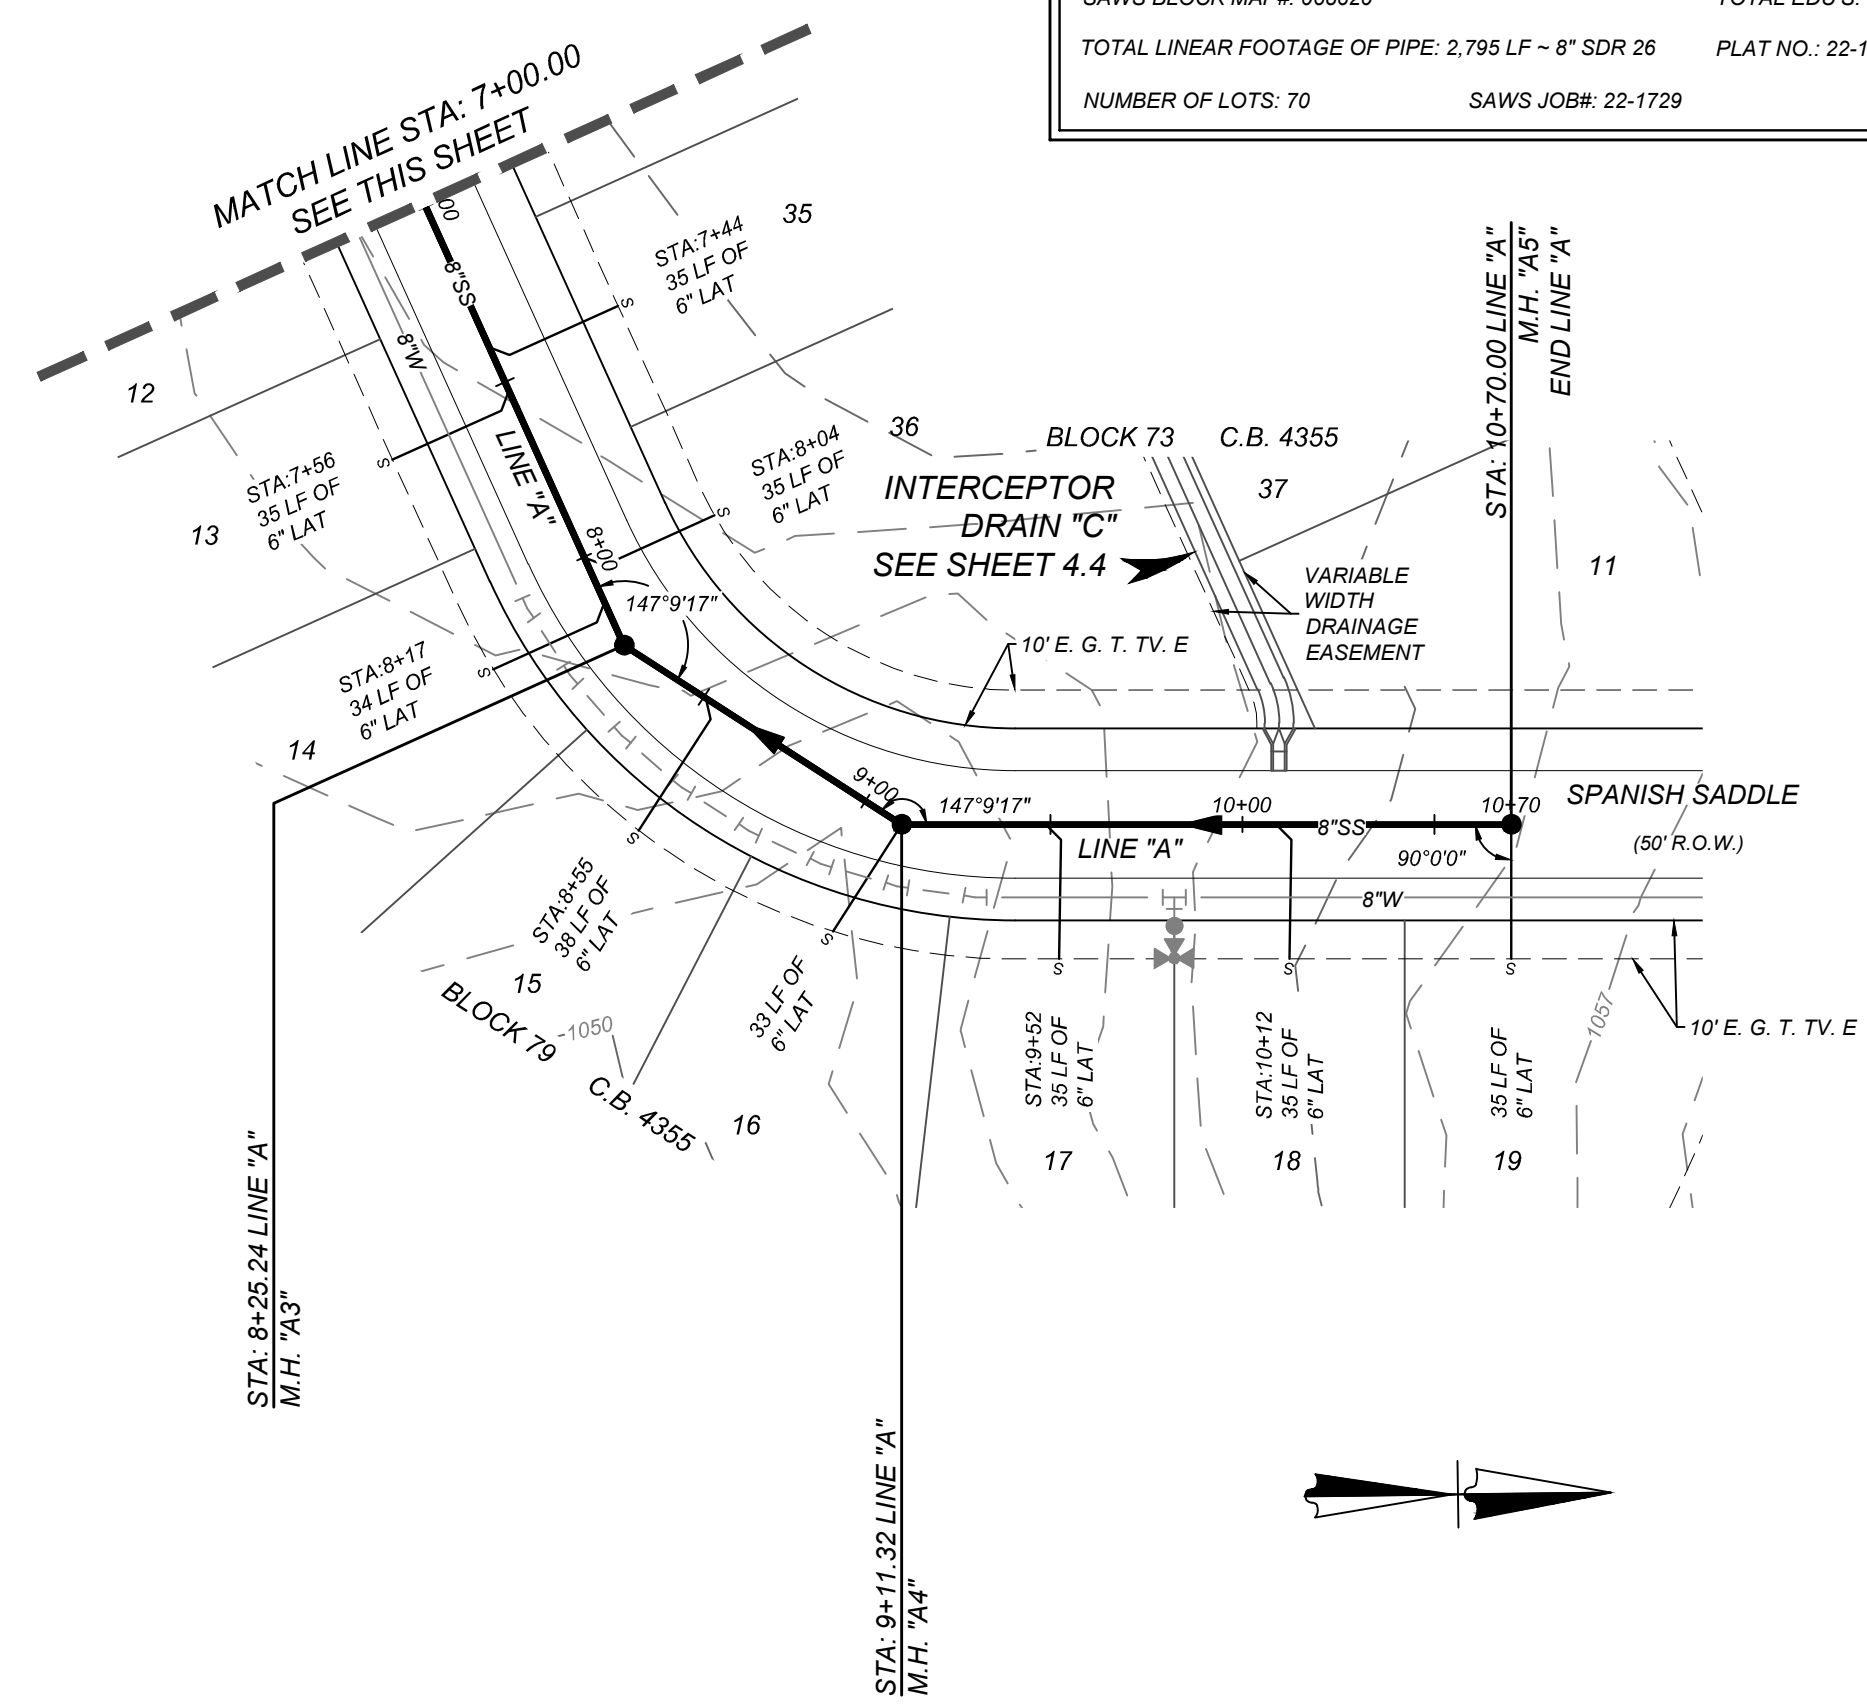 TOTAL LINEAR FOOTAGE OF PIPE: 2,795 LF ~ 8" SDR 26
PLAT NO.: 22-1
NUMBER OF LOTS: 70
SAWS JOB#: 22-1729
MATCH LINE STA: 7+00.00
SEE THIS SHEET
00
8"SS
8"W
STA:7+44
35 LF OF
6" LAT
35
12
STA:7+56
35 LF OF
6" LAT
13
LINE "A"
8+00
147°9'17"
STA:8+04
35 LF OF
6" LAT
36
BLOCK 73
C.B. 4355
37
INTERCEPTOR
DRAIN "C"
SEE SHEET 4.4
VARIABLE
WIDTH
DRAINAGE
EASEMENT
STA: 10+70.00 LINE "A"
M.H. "A5"
END LINE "A"
11
10' E. G. T. TV. E
STA:8+17
34 LF OF
6" LAT
14
9+00
147°9'17"
10+00
10+70
8"SS
LINE "A"
90°0'0"
SPANISH SADDLE
(50' R.O.W.)
8"W
S
S
S
S
S
S
S
S
S
S
STA:8+55
38 LF OF
6" LAT
15
BLOCK 79
1050
C.B. 4355
33 LF OF
6" LAT
16
STA:9+52
35 LF OF
6" LAT
17
STA:10+12
35 LF OF
6" LAT
18
35 LF OF
6" LAT
19
1057
10' E. G. T. TV. E
STA: 8+25.24 LINE "A"
M.H. "A3"
STA: 9+11.32 LINE "A"
M.H. "A4"